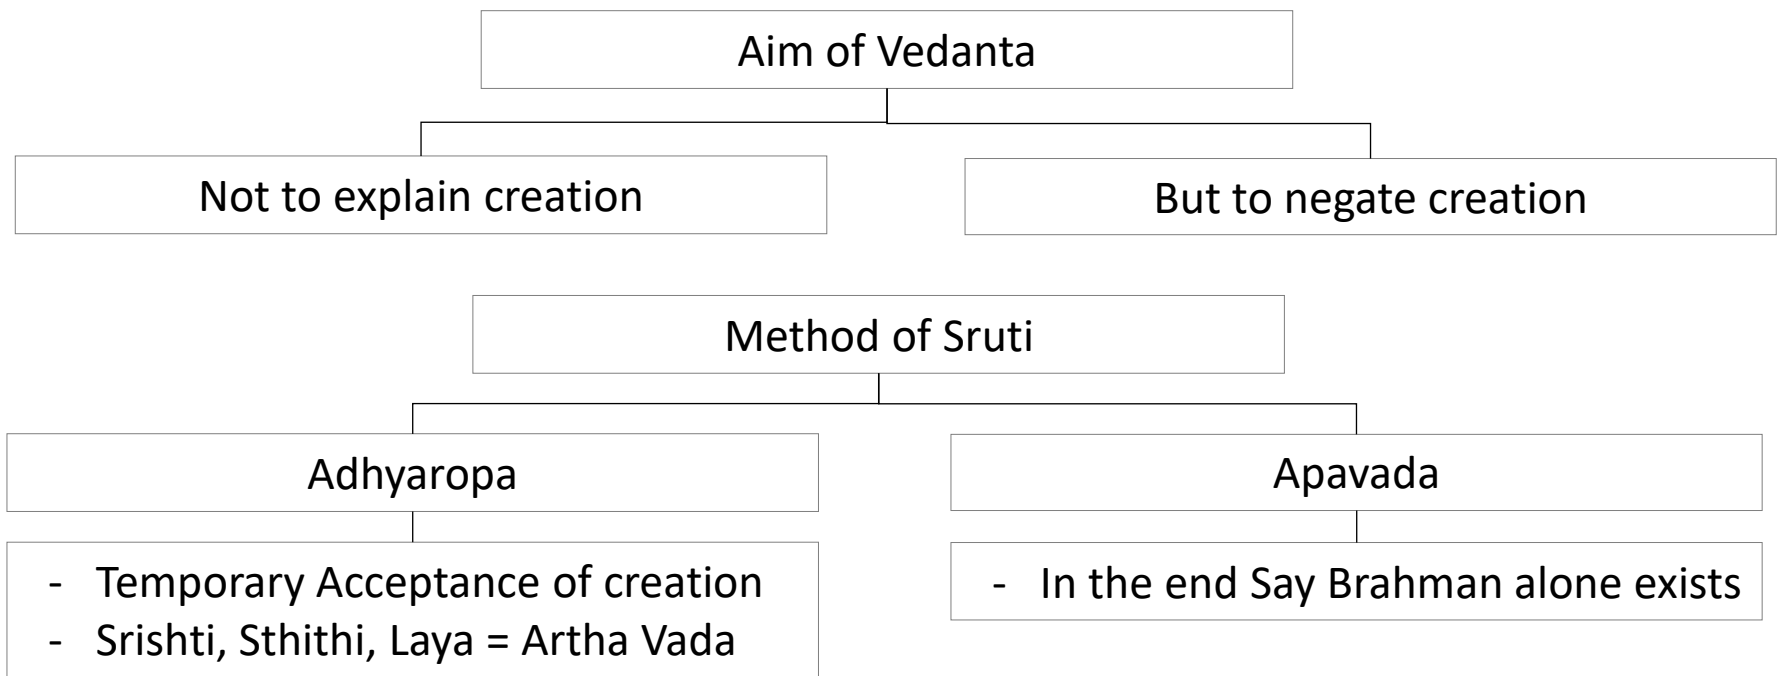 Aim of Vedanta
Not to explain creation
But to negate creation
Method of Sruti
Adhyaropa
Apavada
- Temporary Acceptance of creation
- Srishti, Sthithi, Laya = Artha Vada
- In the end Say Brahman alone exists